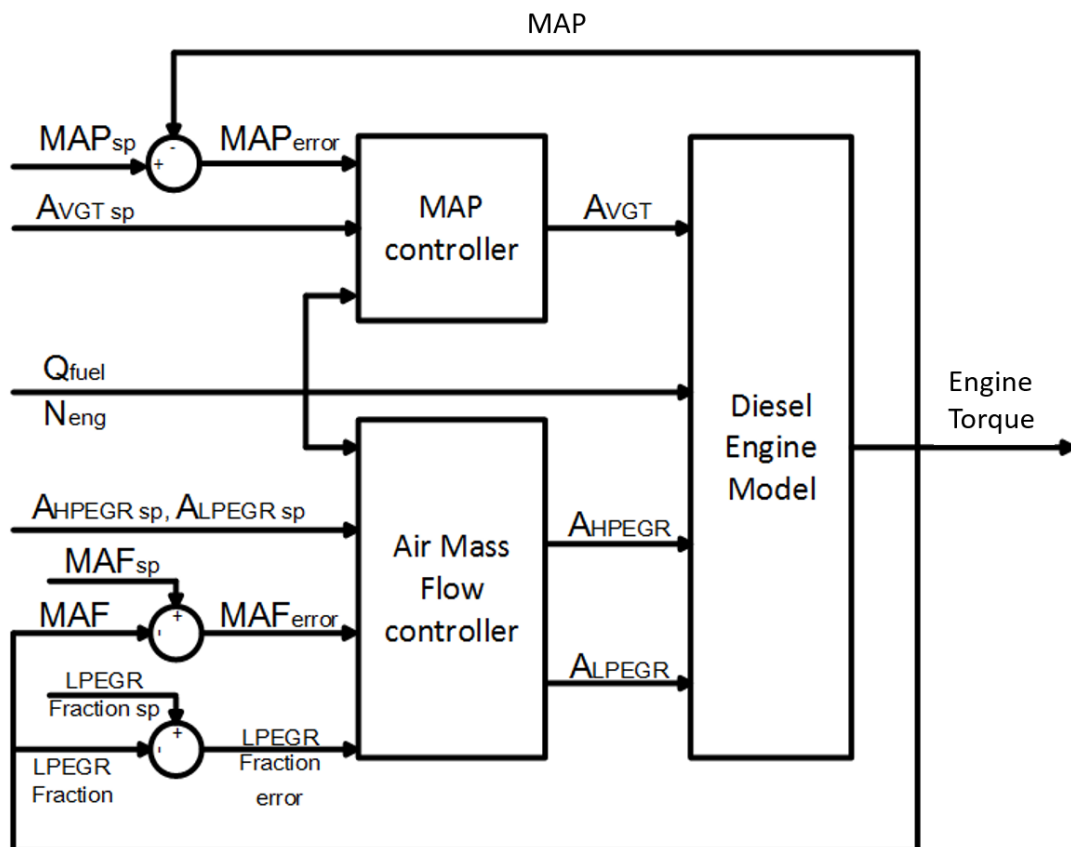 MAP
MAPsp
-
+
MAPerror
AVGT sp
MAP
controller
AVGT
Qfuel
Neng
Diesel
Engine
Model
Engine
Torque
AHPEGR sp, ALPEGR sp
Air Mass
Flow
controller
AHPEGR
ALPEGR
MAFsp
+
MAF
-
MAFerror
LPEGR
Fraction sp
+
-
LPEGR
Fraction
LPEGR
Fraction
error